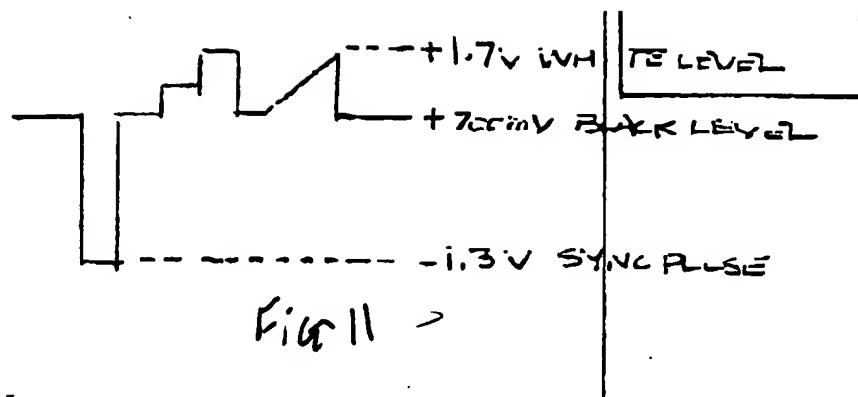 +1.7V WHITE LEVEL
+700mV BLACK LEVEL
-1.3V SYNC PULSE
Fig 11